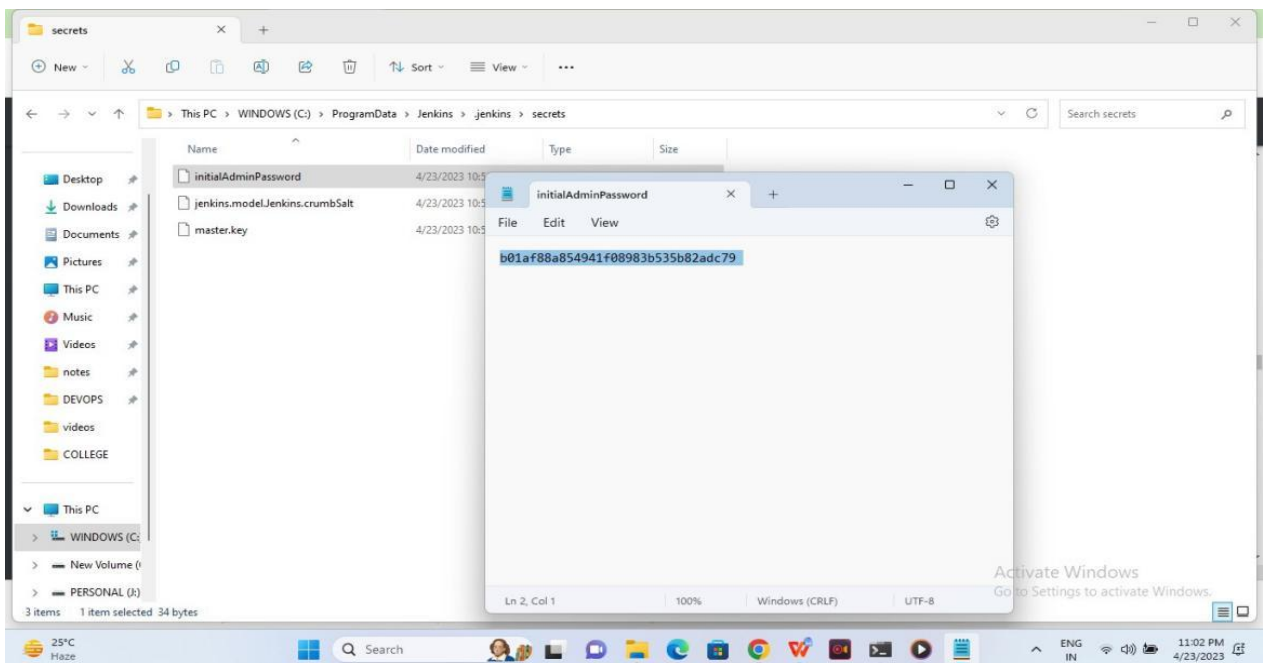 secrets
New
Sort
View
This PC > WINDOWS (C:) > ProgramData > Jenkins > .jenkins > secrets
Search secrets
Name Date modified Type Size
initialAdminPassword 4/23/2023 10:5
jenkins.model.Jenkins.crumbSalt 4/23/2023 10:5
master.key 4/23/2023 10:5
Desktop
Downloads
Documents
Pictures
This PC
Music
Videos
notes
DEVOPS
videos
COLLEGE
This PC
WINDOWS (C:
New Volume (
PERSONAL (J:)
3 items 1 item selected 34 bytes
initialAdminPassword
File Edit View
b01af88a854941f08983b535b82adc79
Ln 2, Col 1 100% Windows (CRLF) UTF-8
Activate Windows
Go to Settings to activate Windows.
25°C
Haze
Search
ENG
IN
11:02 PM
4/23/2023